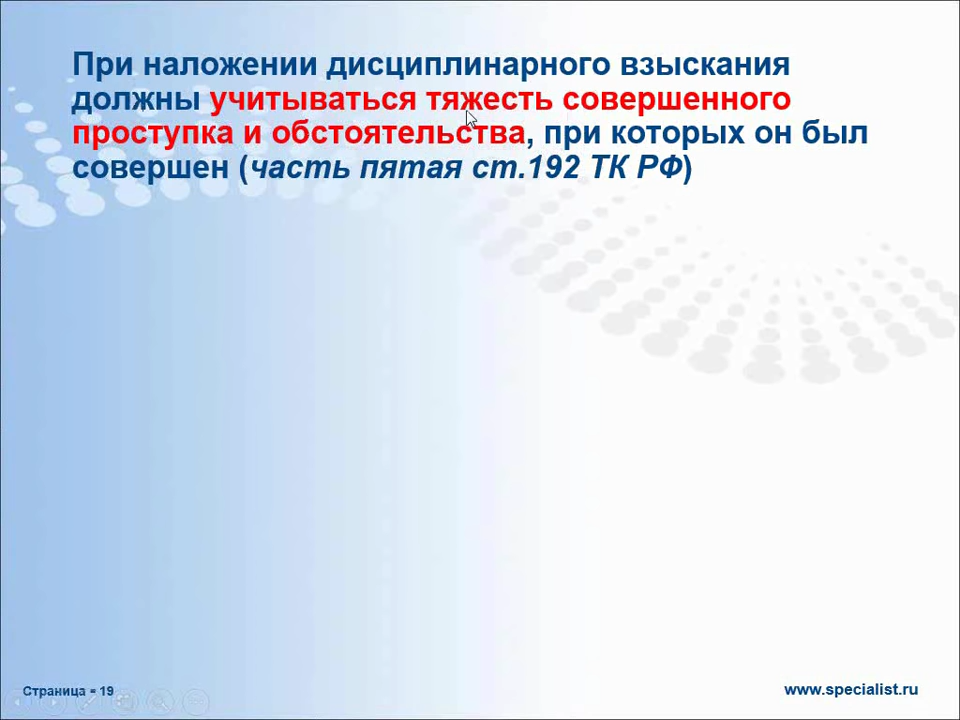 При наложении дисциплинарного взыскания
должны учитываться тяжесть совершенного
проступка и обстоятельства, при которых он был
совершен (часть пятая ст.192 ТК РФ)
Страница = 19
www.specialist.ru